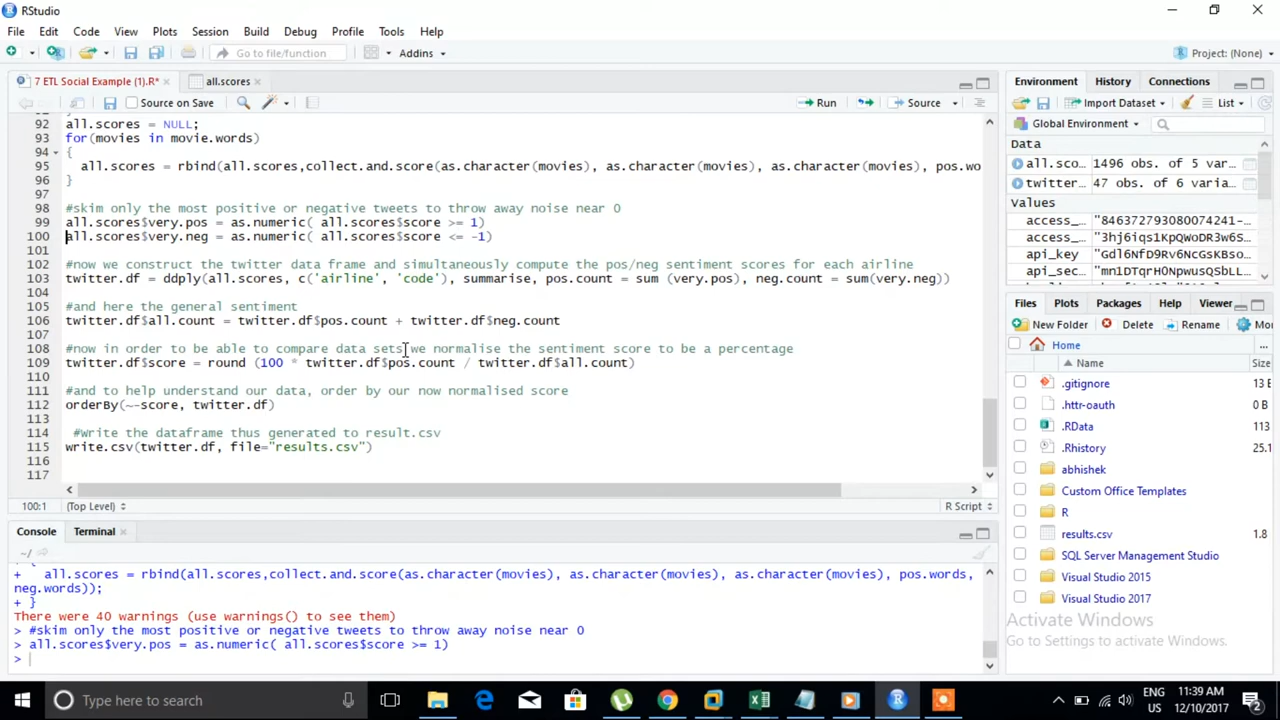 RStudio
File Edit Code View Plots Session Build Debug Profile Tools Help
Go to file/function Addins Project: (None)
7 ETL Social Example (1).R* all.scores
Source on Save Run Source
92 all.scores = NULL;
93 for(movies in movie.words)
94 {
95 all.scores = rbind(all.scores,collect.and.score(as.character(movies), as.character(movies), as.character(movies), pos.wo
96 }
97
98 #skim only the most positive or negative tweets to throw away noise near 0
99 all.scores$very.pos = as.numeric( all.scores$score >= 1)
100 all.scores$very.neg = as.numeric( all.scores$score <= -1)
101
102 #now we construct the twitter data frame and simultaneously compute the pos/neg sentiment scores for each airline
103 twitter.df = ddply(all.scores, c('airline', 'code'), summarise, pos.count = sum (very.pos), neg.count = sum(very.neg))
104
105 #and here the general sentiment
106 twitter.df$all.count = twitter.df$pos.count + twitter.df$neg.count
107
108 #now in order to be able to compare data sets we normalise the sentiment score to be a percentage
109 twitter.df$score = round (100 * twitter.df$pos.count / twitter.df$all.count)
110
111 #and to help understand our data, order by our now normalised score
112 orderBy(~-score, twitter.df)
113
114 #Write the dataframe thus generated to result.csv
115 write.csv(twitter.df, file="results.csv")
116
117
100:1 (Top Level) R Script
Console Terminal
~/
+ all.scores = rbind(all.scores,collect.and.score(as.character(movies), as.character(movies), as.character(movies), pos.words,
neg.words));
+ }
There were 40 warnings (use warnings() to see them)
> #skim only the most positive or negative tweets to throw away noise near 0
> all.scores$very.pos = as.numeric( all.scores$score >= 1)
>
Environment History Connections
Import Dataset List
Global Environment
Data
all.sco… 1496 obs. of 5 var…
twitter… 47 obs. of 6 varia…
Values
access_… "846372793080074241-…
access_… "3hj6iqs1KpQWoDR3w6S…
api_key "Gdl6NfD9WcNcGsKBso…
api_sec… "mn1DTqrH0NpwusQSbLL…
Files Plots Packages Help Viewer
New Folder Delete Rename Mo
Home ...
Name Size
.gitignore 13 B
.httr-oauth 0 B
.RData 113
.Rhistory 25.1
abhishek
Custom Office Templates
R
results.csv 1.8
SQL Server Management Studio
Visual Studio 2015
Visual Studio 2017
Activate Windows
Go to Settings to activate Windows.
Type here to search
ENG
US
11:39 AM
12/10/2017
2